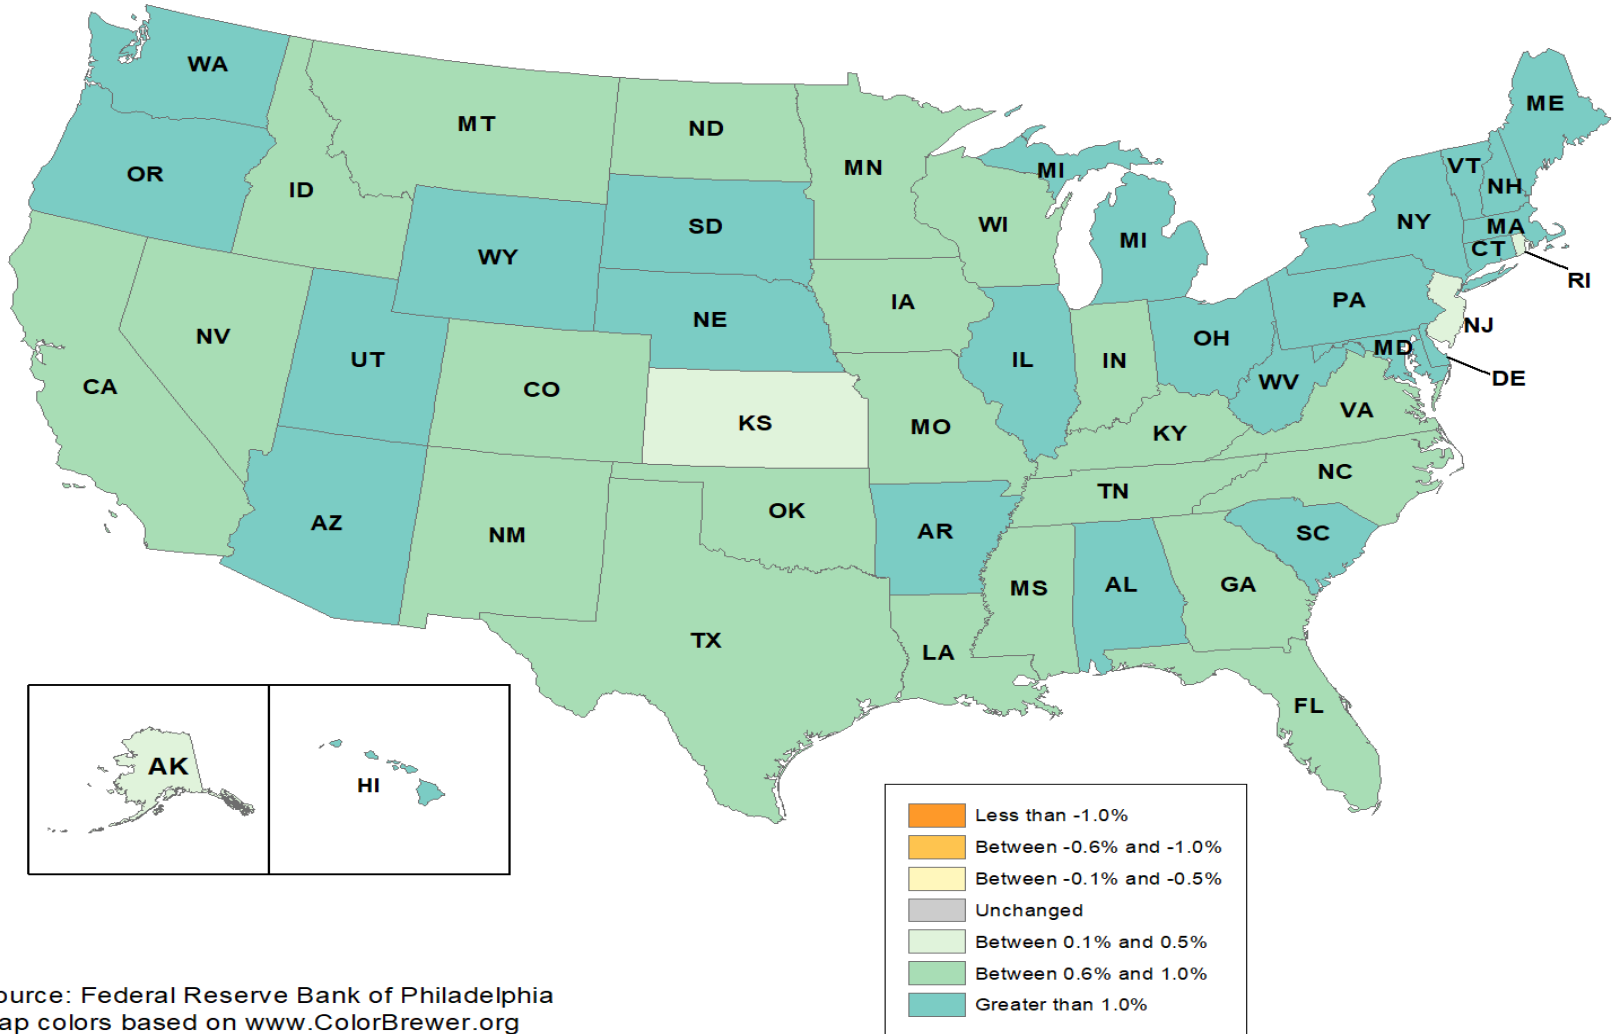 WA
ME
MT
ND
VT
MN
MI
OR
NH
ID
NY
MA
WI
SD
MI
CT
WY
RI
PA
IA
NE
NJ
NV
OH
MD
UT
IL
IN
DE
WV
CA
CO
VA
KS
MO
KY
NC
TN
OK
AZ
AR
SC
NM
MS
AL
GA
TX
LA
FL
AK
HI
Less than -1.0%
Between -0.6% and -1.0%
Between -0.1% and -0.5%
Unchanged
Between 0.1% and 0.5%
Between 0.6% and 1.0%
Greater than 1.0%
ource: Federal Reserve Bank of Philadelphia
ap colors based on www.ColorBrewer.org